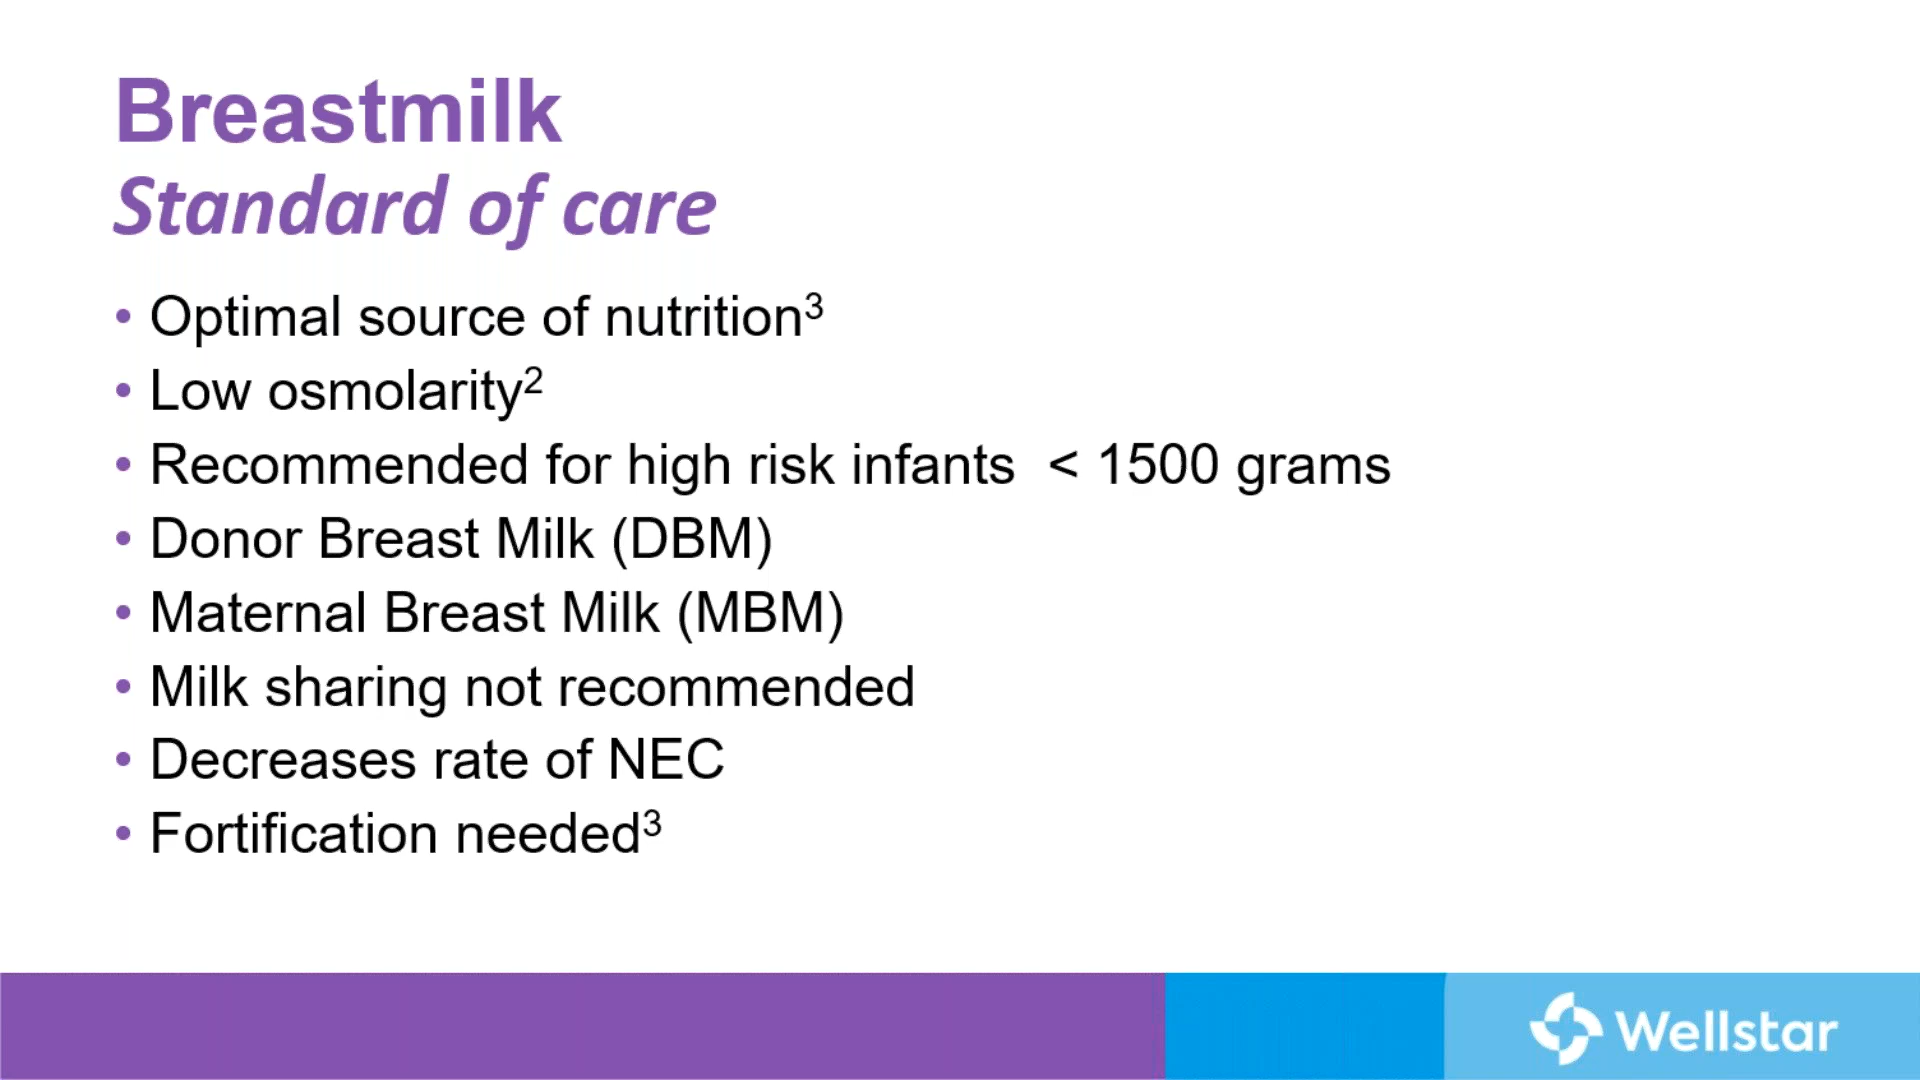 Breastmilk
Standard of care
• Optimal source of nutrition³
• Low osmolarity²
• Recommended for high risk infants  < 1500 grams
• Donor Breast Milk (DBM)
• Maternal Breast Milk (MBM)
• Milk sharing not recommended
• Decreases rate of NEC
• Fortification needed³
Wellstar